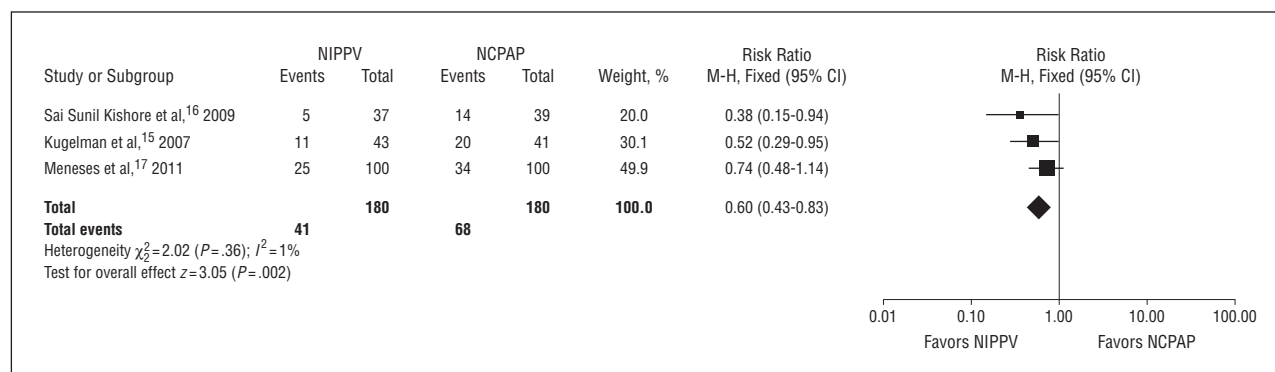 NIPPV NCPAP Risk Ratio Risk Ratio
Study or Subgroup Events Total Events Total Weight, % M-H, Fixed (95% CI) M-H, Fixed (95% CI)
Sai Sunil Kishore et al,16 2009 5 37 14 39 20.0 0.38 (0.15-0.94)
Kugelman et al,15 2007 11 43 20 41 30.1 0.52 (0.29-0.95)
Meneses et al,17 2011 25 100 34 100 49.9 0.74 (0.48-1.14)
Total 180 180 100.0 0.60 (0.43-0.83)
Total events 41 68
Heterogeneity χ²₂=2.02 (P=.36); I²=1%
Test for overall effect z=3.05 (P=.002)
0.01 0.10 1.00 10.00 100.00
Favors NIPPV Favors NCPAP